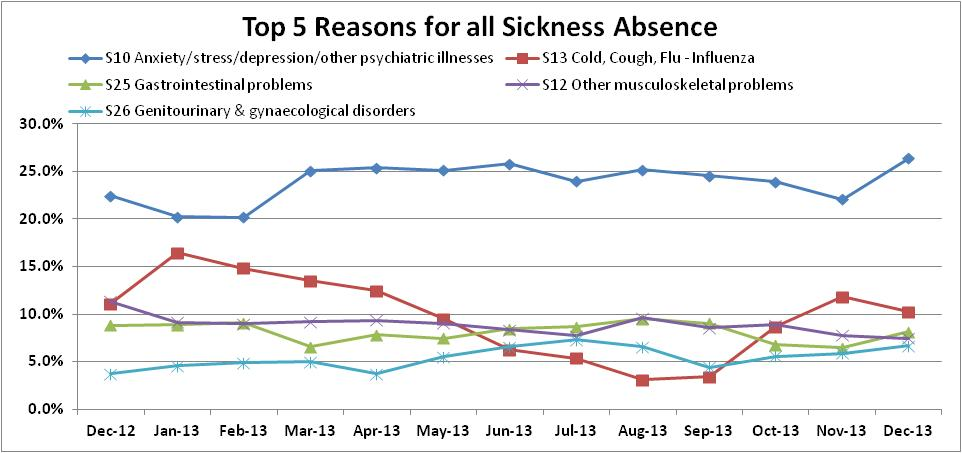 Top 5 Reasons for all Sickness Absence
S10 Anxiety/stress/depression/other psychiatric illnesses S13 Cold, Cough, Flu - Influenza
S25 Gastrointestinal problems S12 Other musculoskeletal problems
S26 Genitourinary & gynaecological disorders
30.0%
25.0%
20.0%
15.0%
10.0%
5.0%
0.0%
Dec-12 Jan-13 Feb-13 Mar-13 Apr-13 May-13 Jun-13 Jul-13 Aug-13 Sep-13 Oct-13 Nov-13 Dec-13